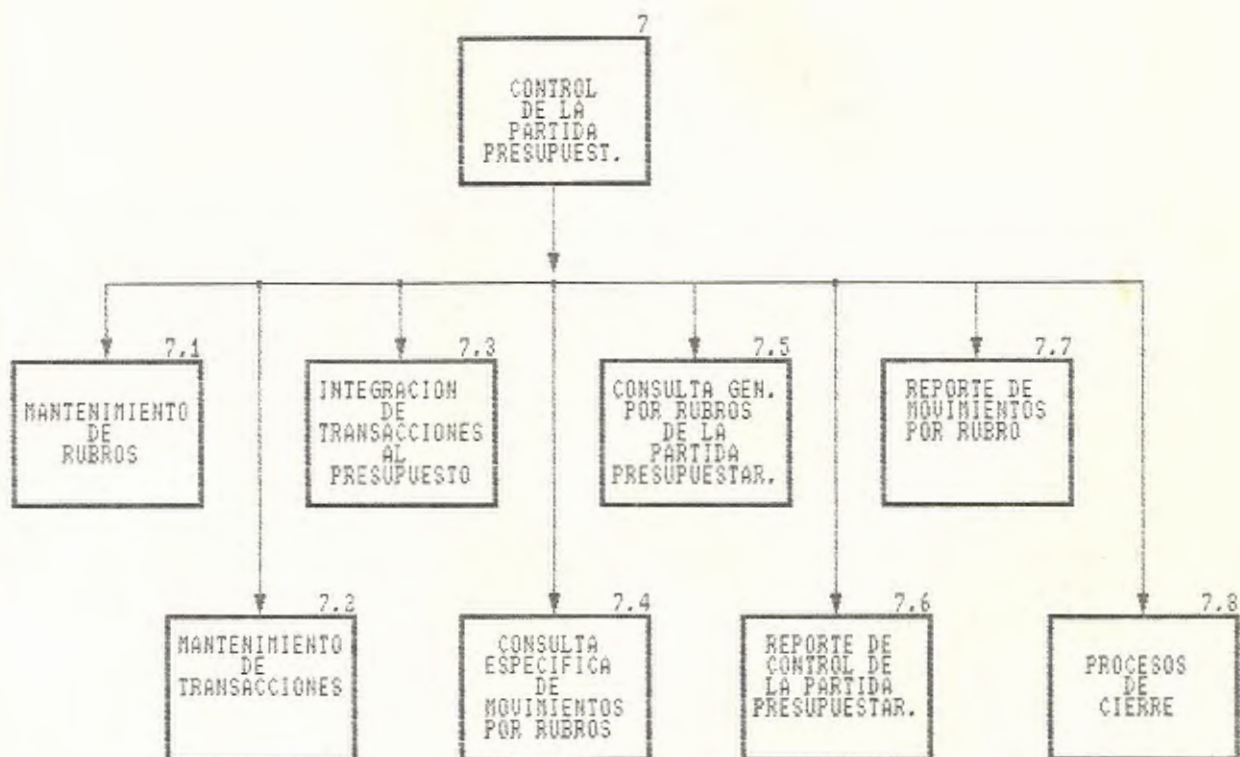 7
CONTROL
DE LA
PARTIDA
PRESUPUEST.
7.1
MANTENIMIENTO
DE
RUBROS
7.3
INTEGRACION
DE
TRANSACCIONES
AL
PRESUPUESTO
7.5
CONSULTA GEN.
POR RUBROS
DE LA
PARTIDA
PRESUPUESTAR.
7.7
REPORTE DE
MOVIMIENTOS
POR RUBRO
7.2
MANTENIMIENTO
DE
TRANSACCIONES
7.4
CONSULTA
ESPECIFICA
DE
MOVIMIENTOS
POR RUBROS
7.6
REPORTE DE
CONTROL DE
LA PARTIDA
PRESUPUESTAR.
7.8
PROCESOS
DE
CIERRE